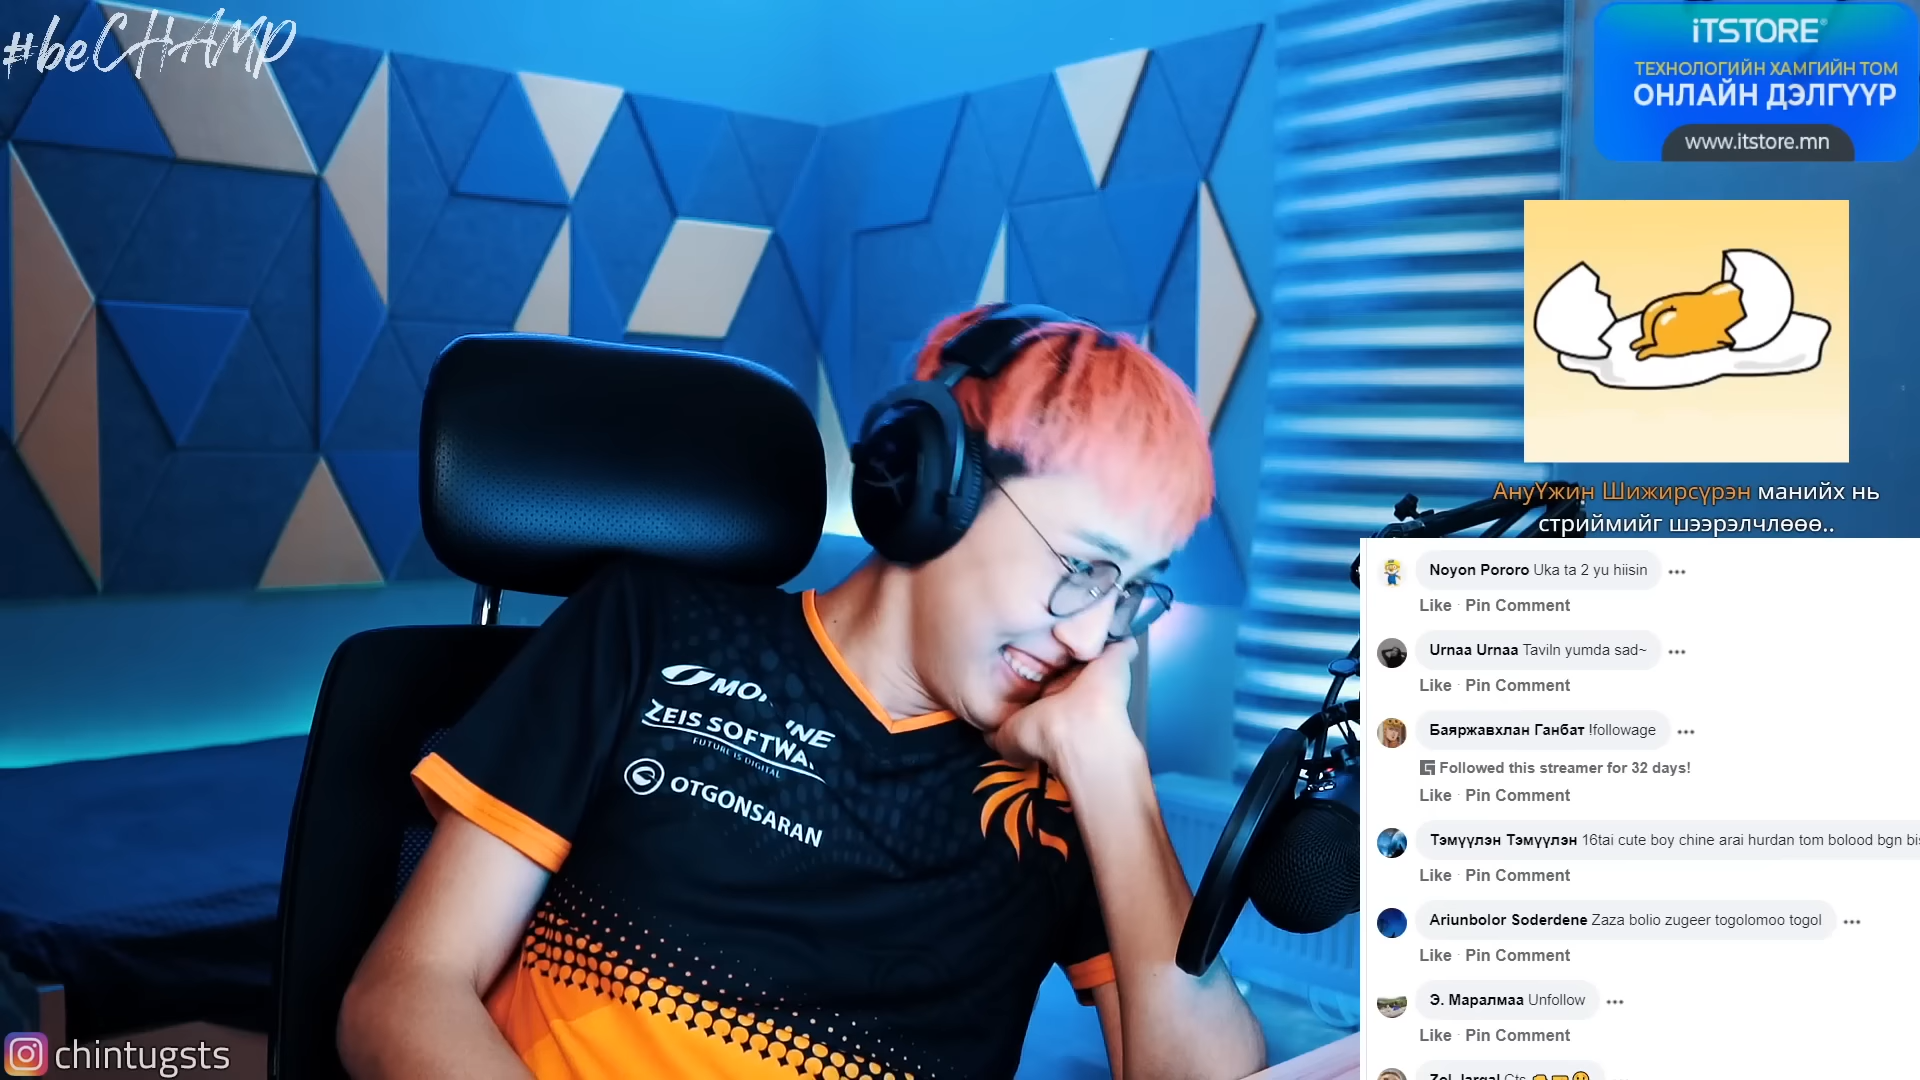 #beCHAMP
iTSTORE®
ТЕХНОЛОГИЙН ХАМГИЙН ТОМ
ОНЛАЙН ДЭЛГҮҮР
www.itstore.mn
АнуҮжин Шижирсүрэн манийх нь
стриймийг шээрэлчлөөө..
Noyon Pororo Uka ta 2 yu hiisin
Like · Pin Comment
Urnaa Urnaa Taviln yumda sad~
Like · Pin Comment
Баяржавхлан Ганбат !followage
Followed this streamer for 32 days!
Like · Pin Comment
Тэмүүлэн Тэмүүлэн 16tai cute boy chine arai hurdan tom bolood bgn
Like · Pin Comment
Ariunbolor Soderdene Zaza bolio zugeer togolomoo togol
Like · Pin Comment
Э. Маралмаа Unfollow
Like · Pin Comment
ZEIS SOFTWA
FUTURE IS DIGITAL
OTGONSARAN
chintugsts